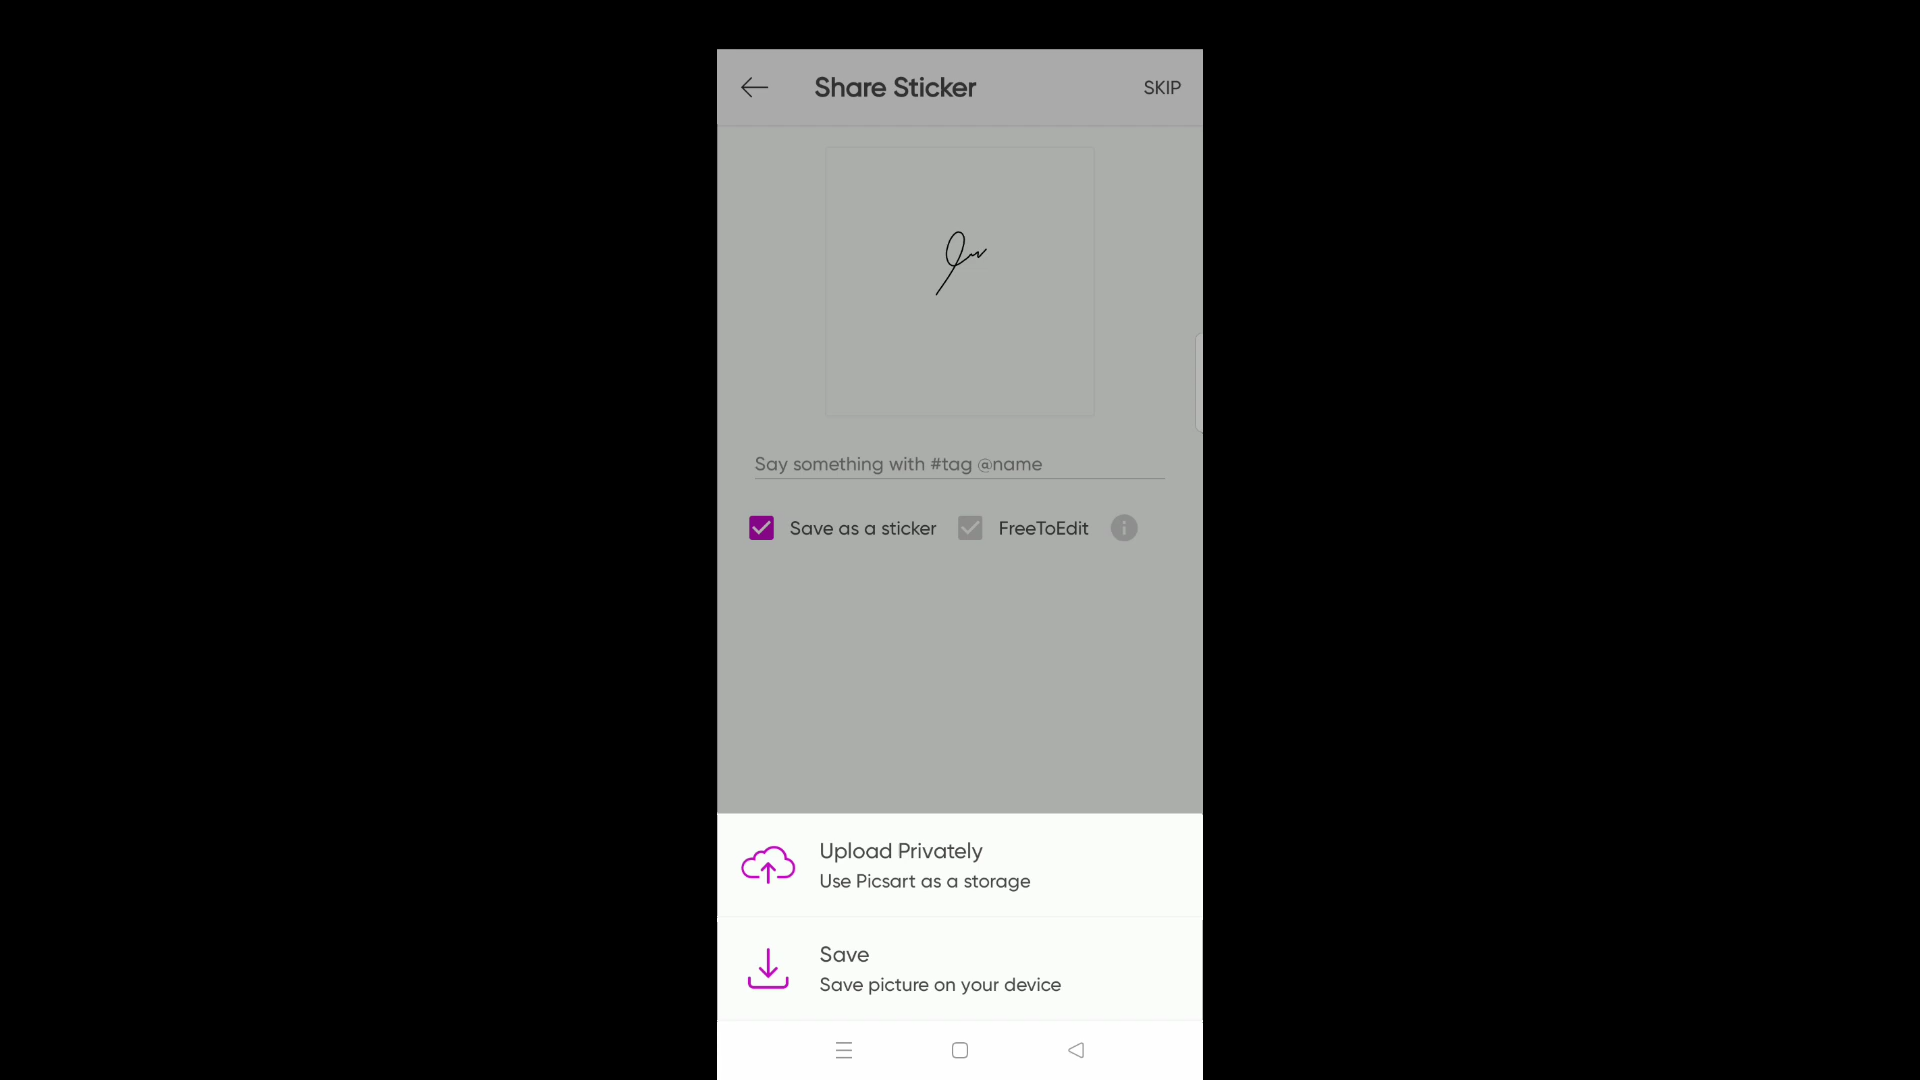 Share Sticker
SKIP
Say something with #tag @name
Save as a sticker
FreeToEdit
Upload Privately
Use Picsart as a storage
Save
Save picture on your device